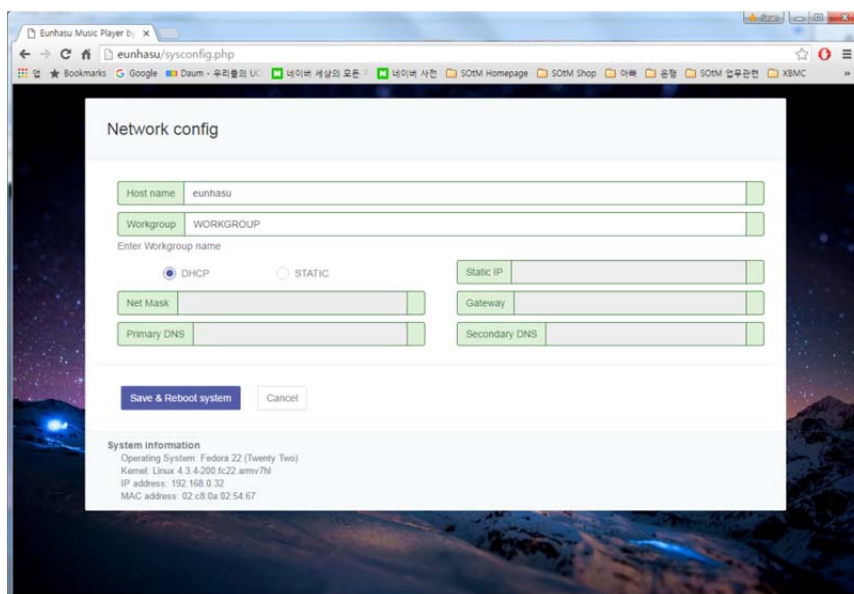 Eunhasu Music Player by
eunhasu/sysconfig.php
앱 Bookmarks Google Daum - 우리들의 UC 네이버 세상의 모든 네이버 사전 SOtM Homepage SOtM Shop 아빠 은형 SOtM 업무관련 XBMC »
Network config
Host name eunhasu
Workgroup WORKGROUP
Enter Workgroup name
DHCP STATIC Static IP
Net Mask Gateway
Primary DNS Secondary DNS
Save & Reboot system Cancel
System information
Operating System: Fedora 22 (Twenty Two)
Kernel: Linux 4.3.4-200.fc22.armv7hl
IP address: 192.168.0.32
MAC address: 02:c8:0a:02:54:67